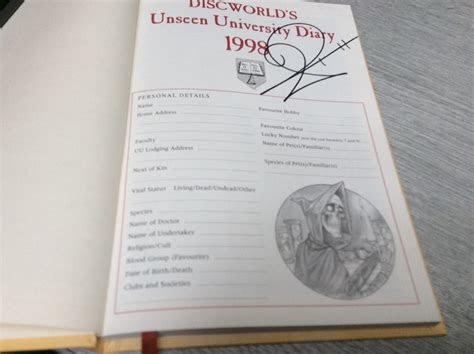 DISCWORLD'S
Unseen University Diary
1998
PERSONAL DETAILS
Name
Home Address
Favourite Hobby
Favourite Colour
Lucky Number
Faculty
UU Lodging Address
Name of Pet(s)/Familiar(s)
Next of Kin
Species of Pet(s)/Familiar(s)
Vital Status Living/Dead/Undead/Other
Species
Name of Doctor
Name of Undertaker
Religion/Cult
Blood Group (Favourite)
Date of Birth/Death
Clubs and Societies